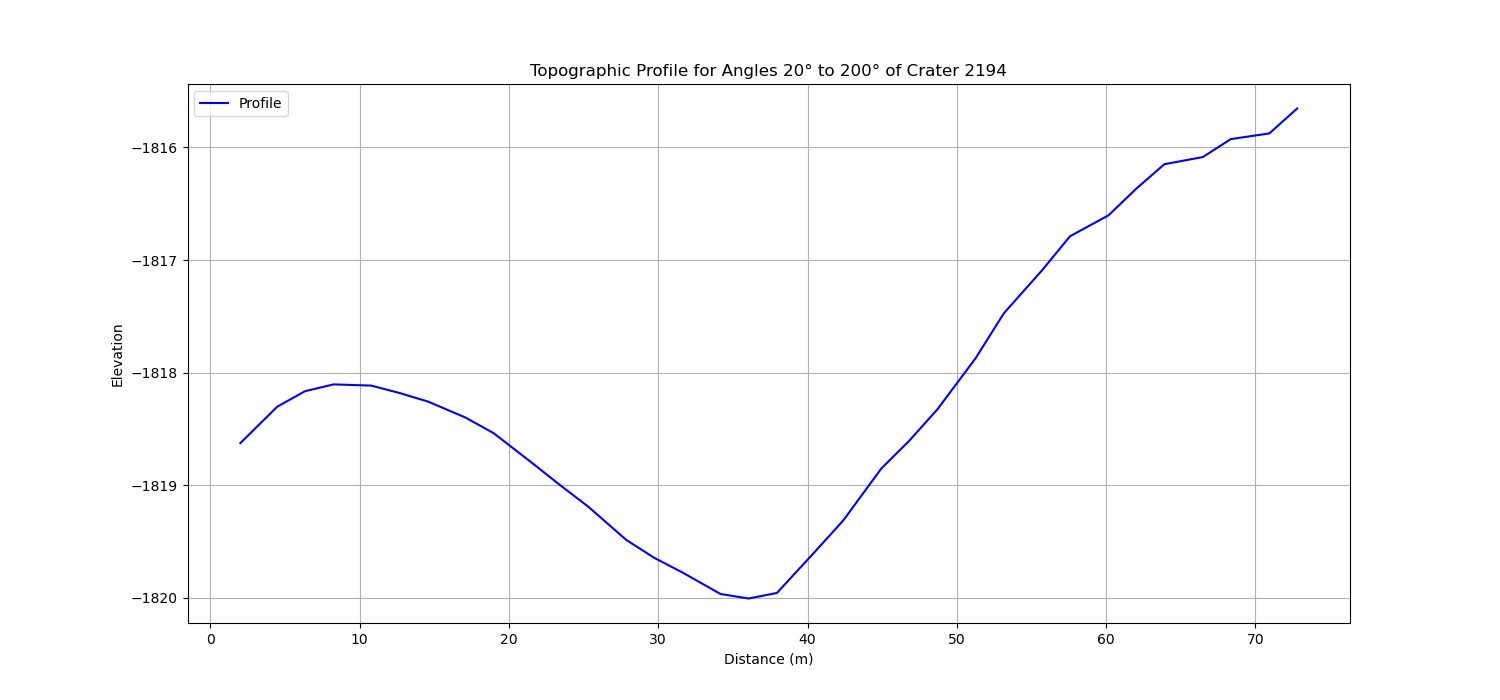 Topographic Profile for Angles 20° to 200° of Crater 2194
Profile
−1816
−1817
−1818
−1819
−1820
Elevation
0 10 20 30 40 50 60 70
Distance (m)